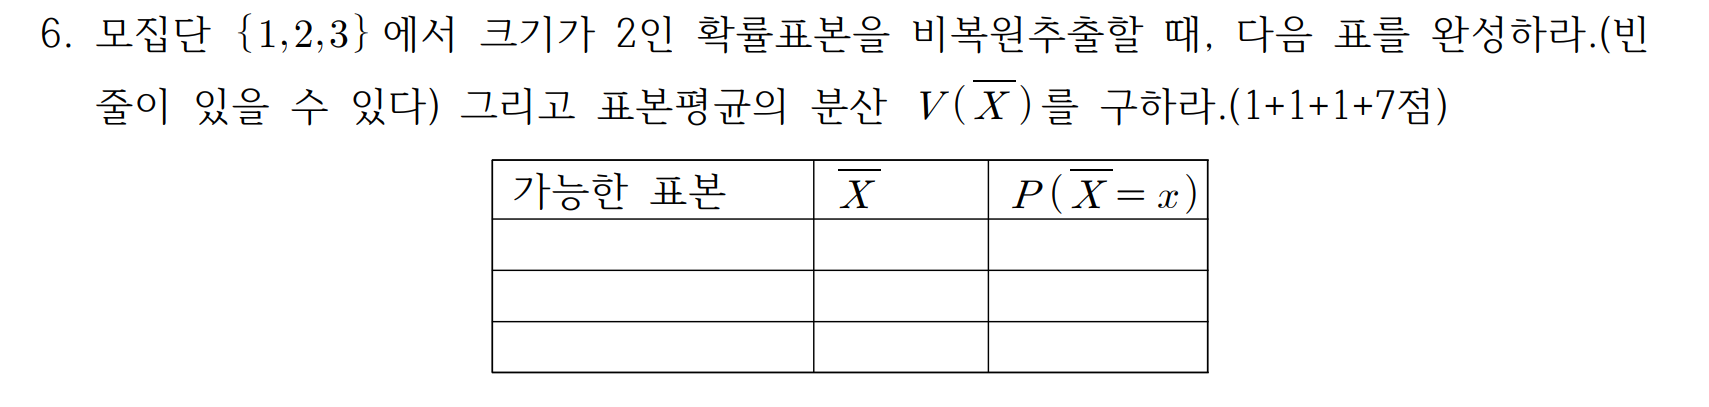 6. 모집단 {1,2,3}에서 크기가 2인 확률표본을 비복원추출할 때, 다음 표를 완성하라.(빈
줄이 있을 수 있다) 그리고 표본평균의 분산 V(X̅)를 구하라.(1+1+1+7점)
가능한 표본 X̅ P(X̅=x)